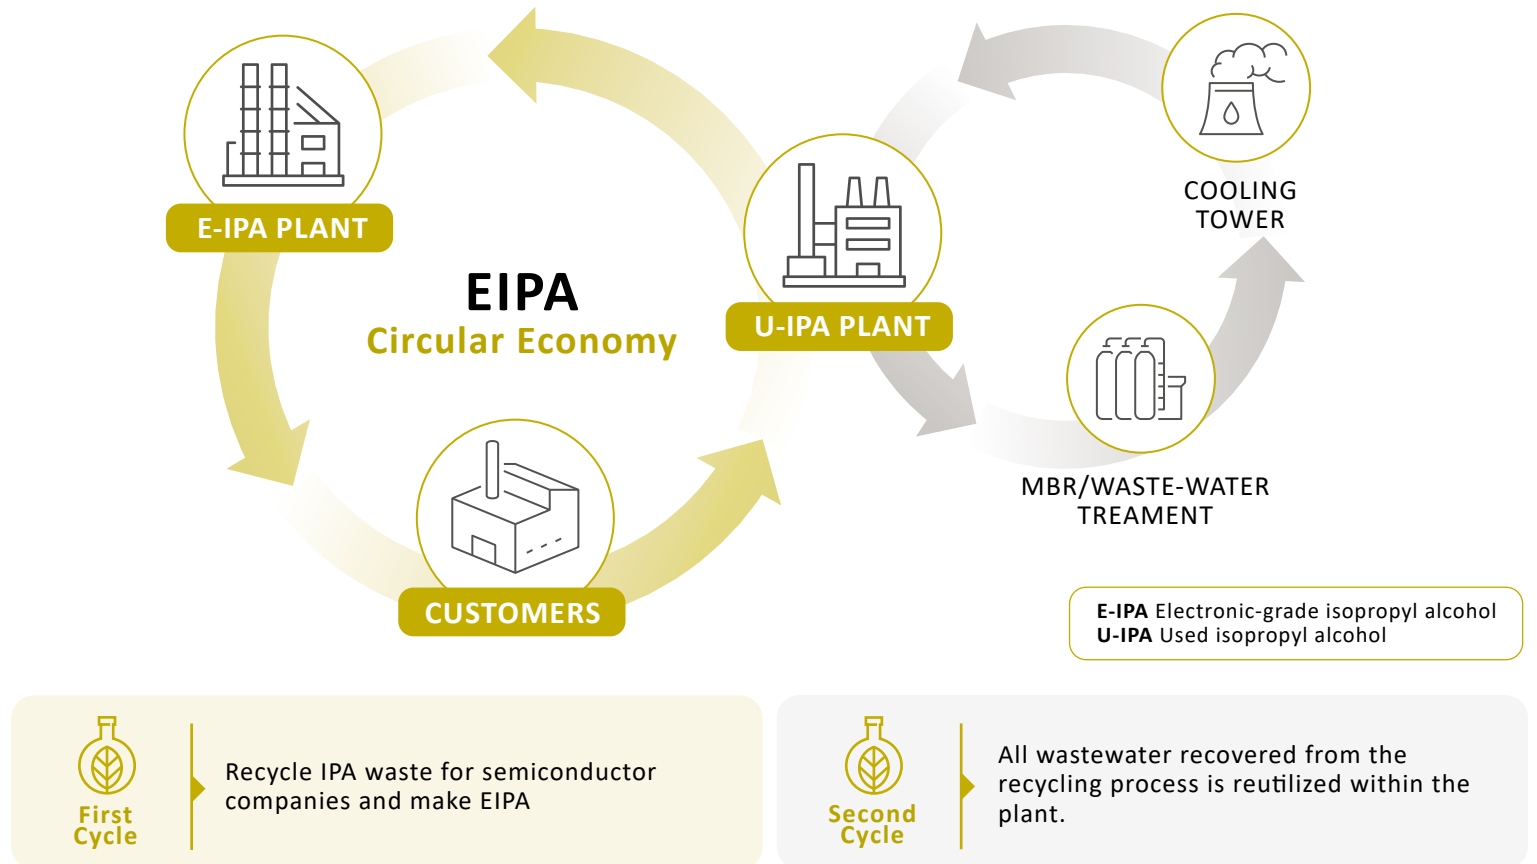 E-IPA PLANT
EIPA
Circular Economy
U-IPA PLANT
CUSTOMERS
COOLING
TOWER
MBR/WASTE-WATER
TREAMENT
E-IPA Electronic-grade isopropyl alcohol
U-IPA Used isopropyl alcohol
First
Cycle
Recycle IPA waste for semiconductor
companies and make EIPA
Second
Cycle
All wastewater recovered from the
recycling process is reutilized within the
plant.